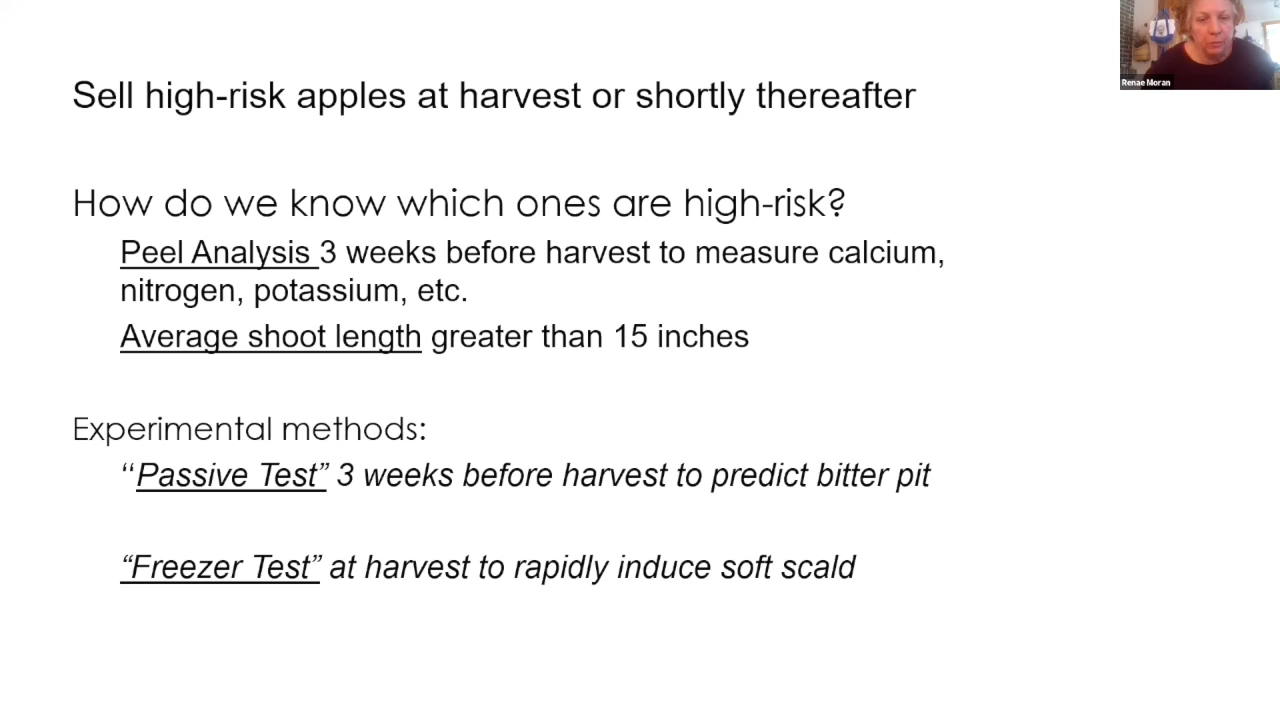 Renae Moran
Sell high-risk apples at harvest or shortly thereafter
How do we know which ones are high-risk?
Peel Analysis 3 weeks before harvest to measure calcium,
nitrogen, potassium, etc.
Average shoot length greater than 15 inches
Experimental methods:
‘‘Passive Test” 3 weeks before harvest to predict bitter pit
“Freezer Test” at harvest to rapidly induce soft scald